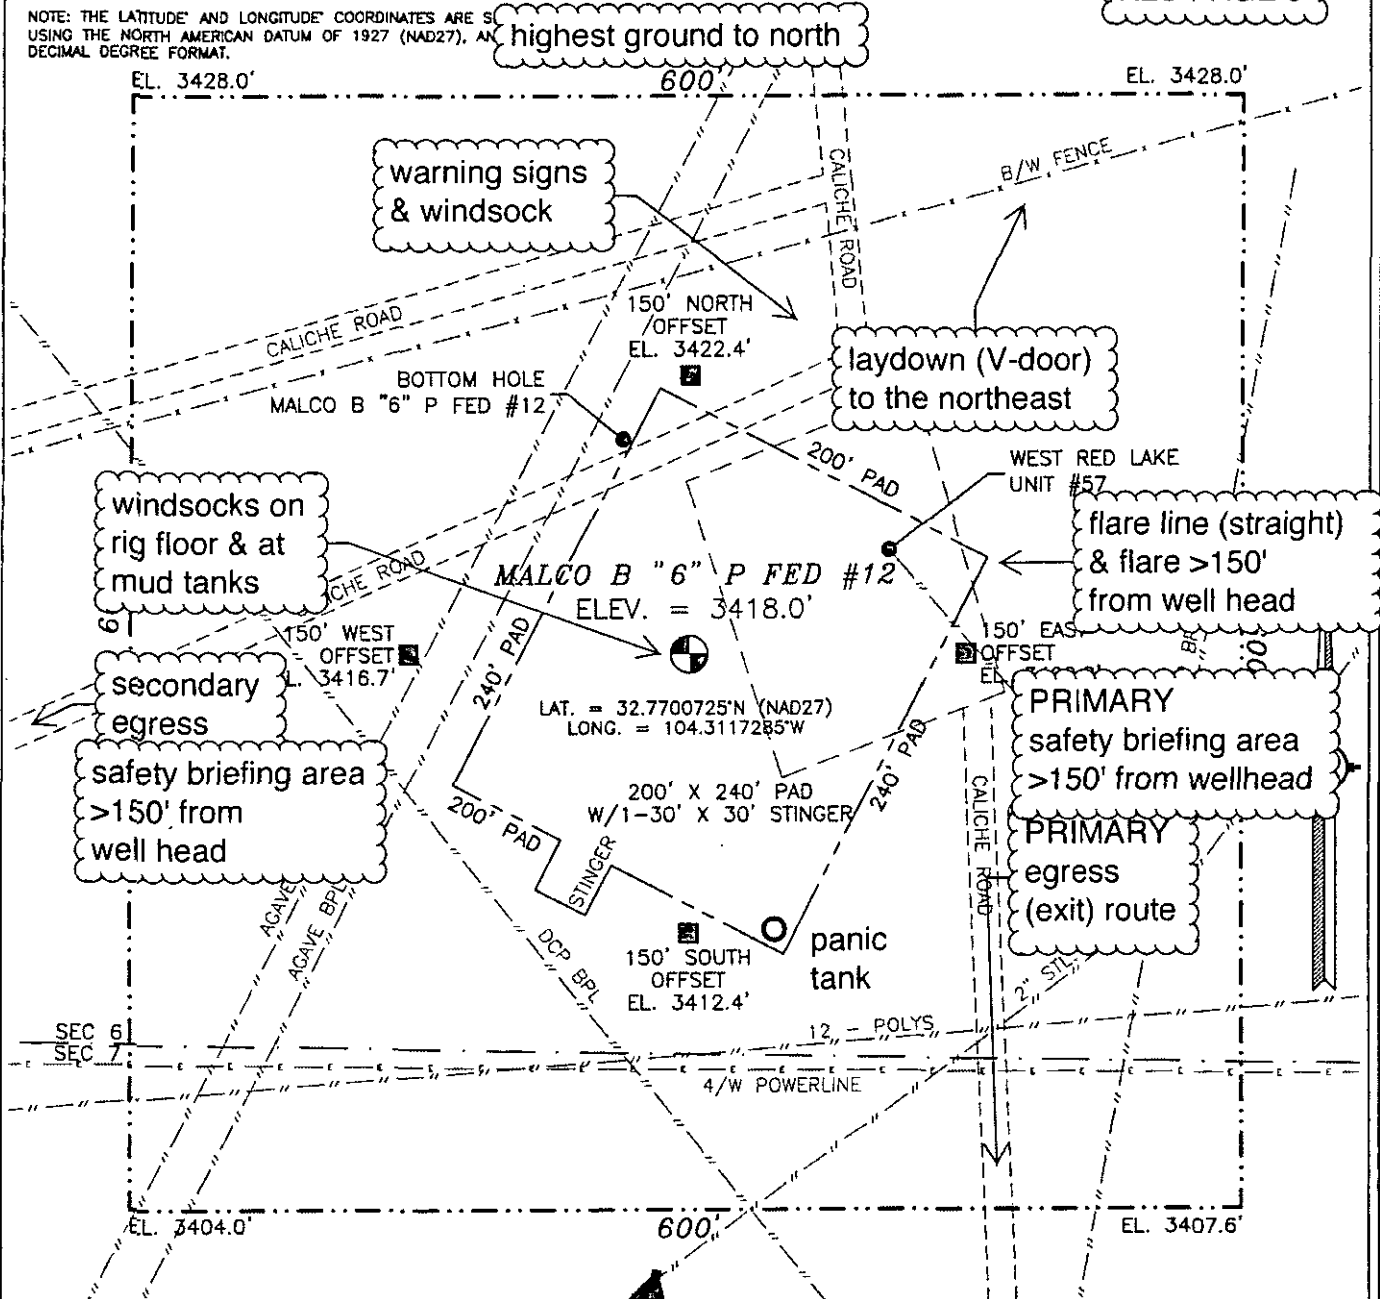 NOTE: THE LATITUDE AND LONGITUDE COORDINATES ARE
USING THE NORTH AMERICAN DATUM OF 1927 (NAD27).
DECIMAL DEGREE FORMAT.
highest ground to north
EL. 3428.0'
600'
EL. 3428.0'
warning signs
& windsock
CALICHE ROAD
B/W FENCE
CALICHE ROAD
150' NORTH
OFFSET
EL. 3422.4'
laydown (V-door)
to the northeast
BOTTOM HOLE
MALCO B "6" P FED #12
200' PAD
WEST RED LAKE
UNIT #57
windsocks on
rig floor & at
mud tanks
flare line (straight)
& flare >150'
from well head
MALCO B "6" P FED #12
ELEV. = 3418.0'
ROAD
150' WEST
OFFSET
3416.7'
240' PAD
150' EAST
OFFSET
EL
secondary
egress
LAT. = 32.7700725°N (NAD27)
LONG. = 104.3117285°W
PRIMARY
safety briefing area
>150' from wellhead
safety briefing area
>150' from
well head
200' X 240' PAD
W/1-30' X 30' STINGER
240' PAD
200' PAD
STINGER
CALICHE ROAD
PRIMARY
egress
(exit) route
AGAVE
AGAVE BPL
DCP BPL
150' SOUTH
OFFSET
EL. 3412.4'
panic
tank
2" STL.
SEC 6
SEC 7
12 - POLYS
4/W POWERLINE
EL. 3404.0'
600'
EL. 3407.6'